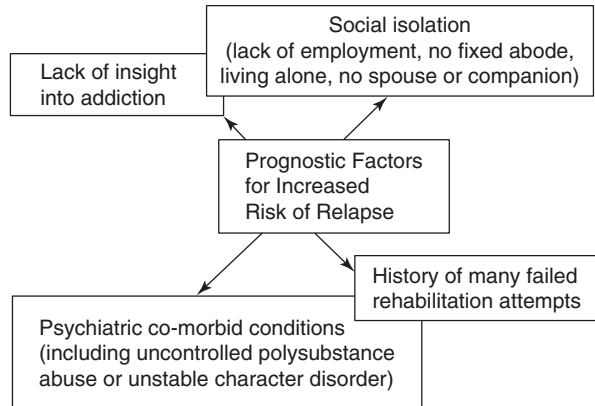 Social isolation
(lack of employment, no fixed abode,
living alone, no spouse or companion)
Lack of insight
into addiction
Prognostic Factors
for Increased
Risk of Relapse
History of many failed
rehabilitation attempts
Psychiatric co-morbid conditions
(including uncontrolled polysubstance
abuse or unstable character disorder)